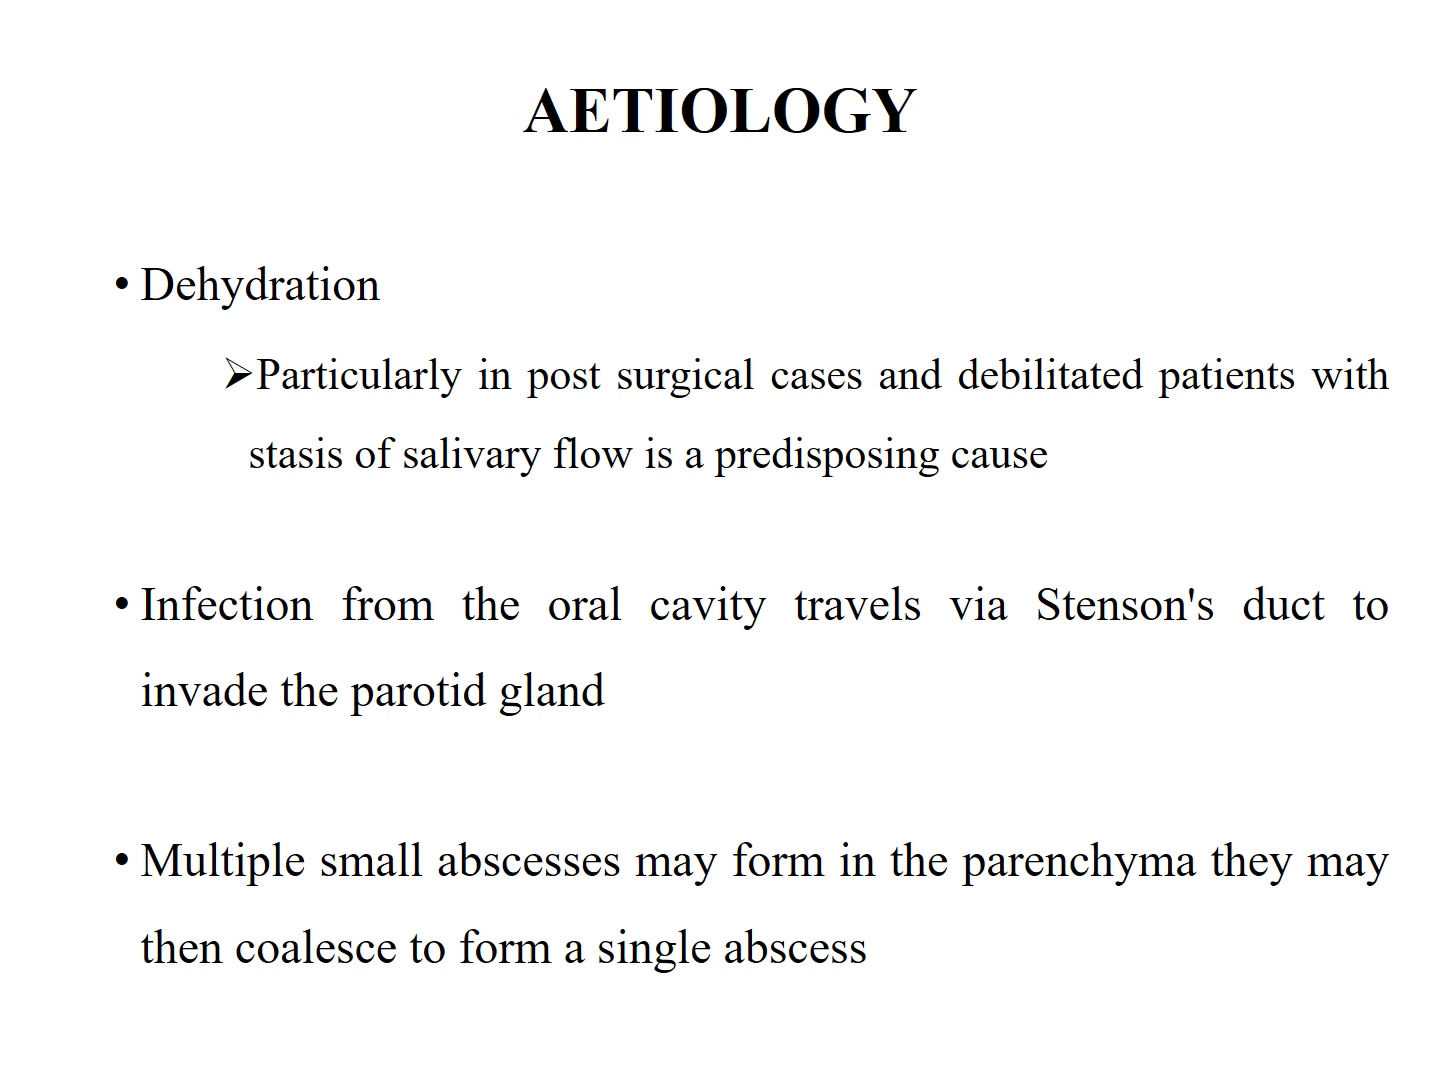 AETIOLOGY
• Dehydration
➢Particularly in post surgical cases and debilitated patients with
stasis of salivary flow is a predisposing cause
• Infection from the oral cavity travels via Stenson's duct to
invade the parotid gland
• Multiple small abscesses may form in the parenchyma they may
then coalesce to form a single abscess